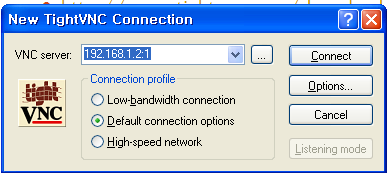 New TightVNC Connection
VNC server: 192.168.1.2:1 ... Connect
Connection profile
Low-bandwidth connection
Default connection options
High-speed network
Options...
Cancel
Listening mode
tight
VNC